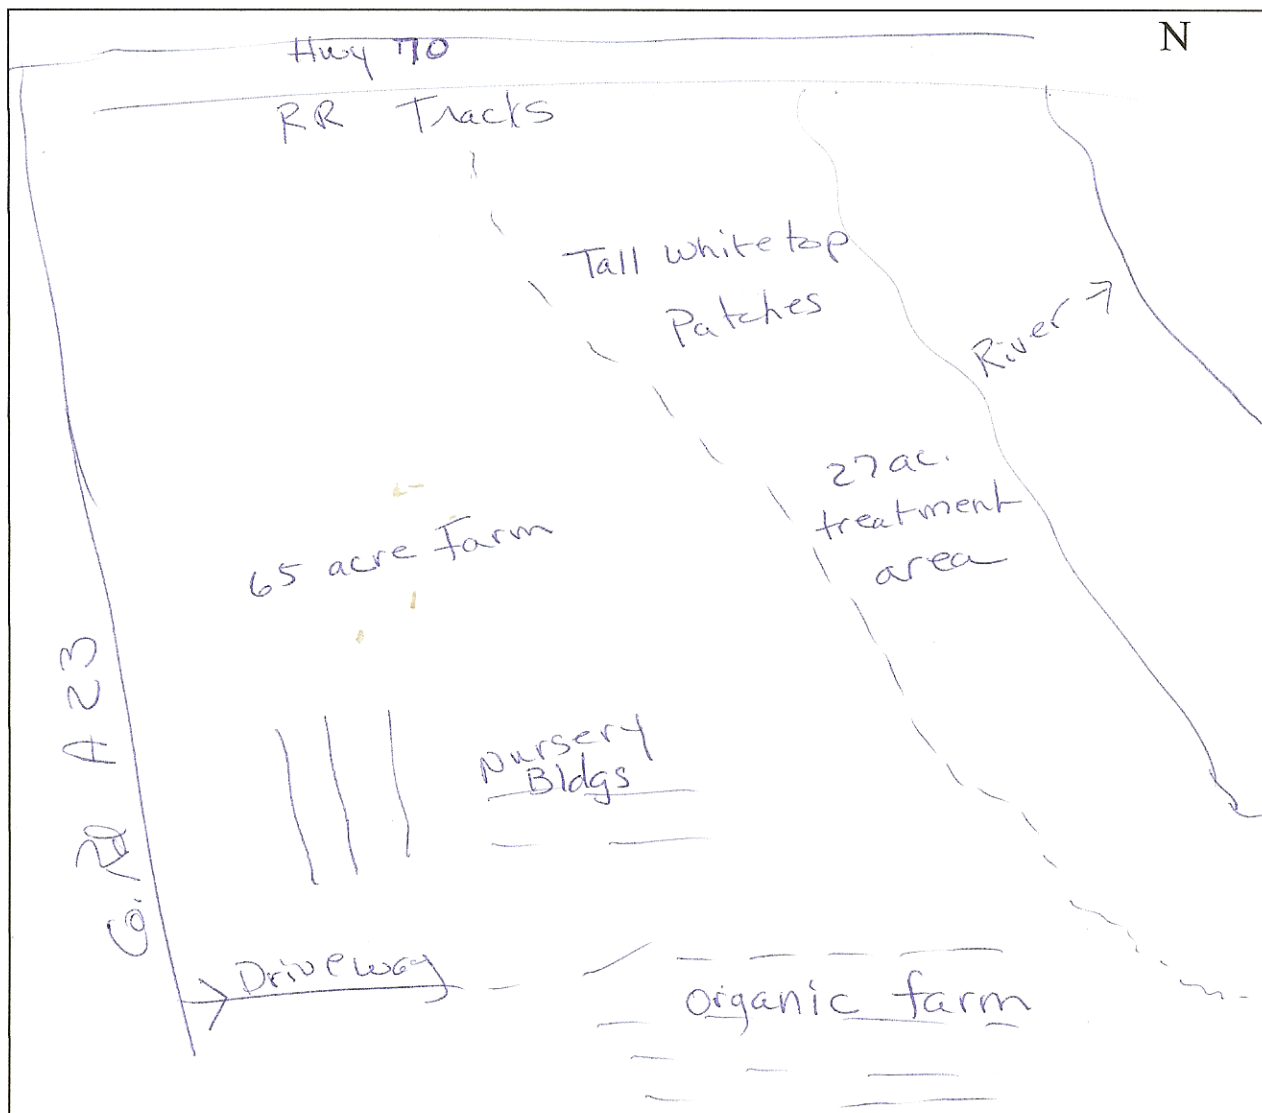 N
Hwy 70
RR Tracks
Tall whitetop
Patches
River →
27 ac.
treatment
area
65 acre Farm
Co. Rd A23
Nursery
Bldgs
Driveway
organic farm